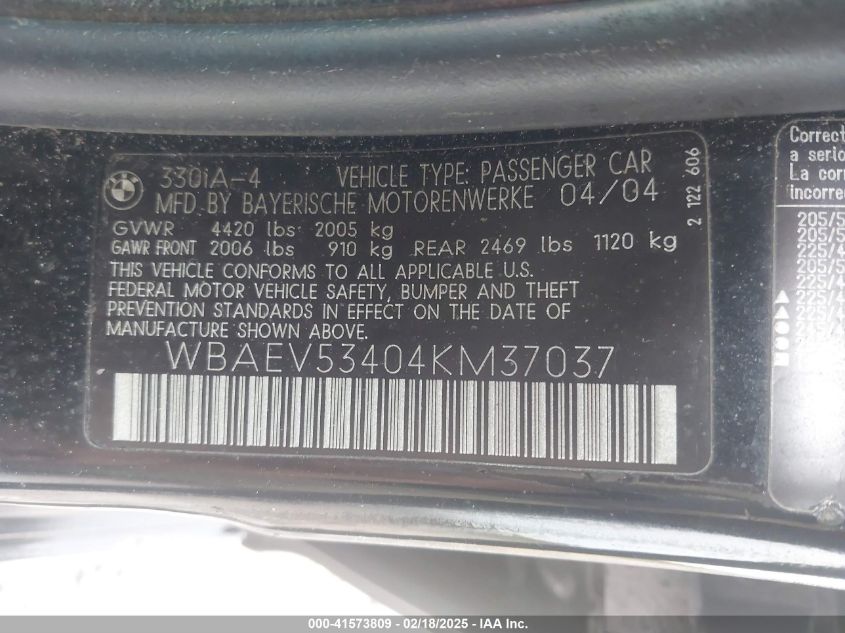 330iA-4 VEHICLE TYPE: PASSENGER CAR
MFD.BY BAYERISCHE MOTORENWERKE 04/04
GVWR 4420 lbs 2005 kg
GAWR FRONT 2006 lbs 910 kg REAR 2469 lbs 1120 kg
THIS VEHICLE CONFORMS TO ALL APPLICABLE U.S.
FEDERAL MOTOR VEHICLE SAFETY, BUMPER AND THEFT
PREVENTION STANDARDS IN EFFECT ON THE DATE OF
MANUFACTURE SHOWN ABOVE.
WBAEV53404KM37037
2 122 606
Correct
a serio
La corr
incorrec
205/5
000-41573809 - 02/18/2025 - IAA Inc.